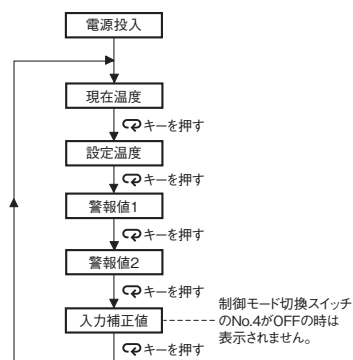 電源投入
現在温度
キーを押す
設定温度
キーを押す
警報値1
キーを押す
警報値2
キーを押す
入力補正値
制御モード切換スイッチ
のNo.4がOFFの時は
表示されません。
キーを押す